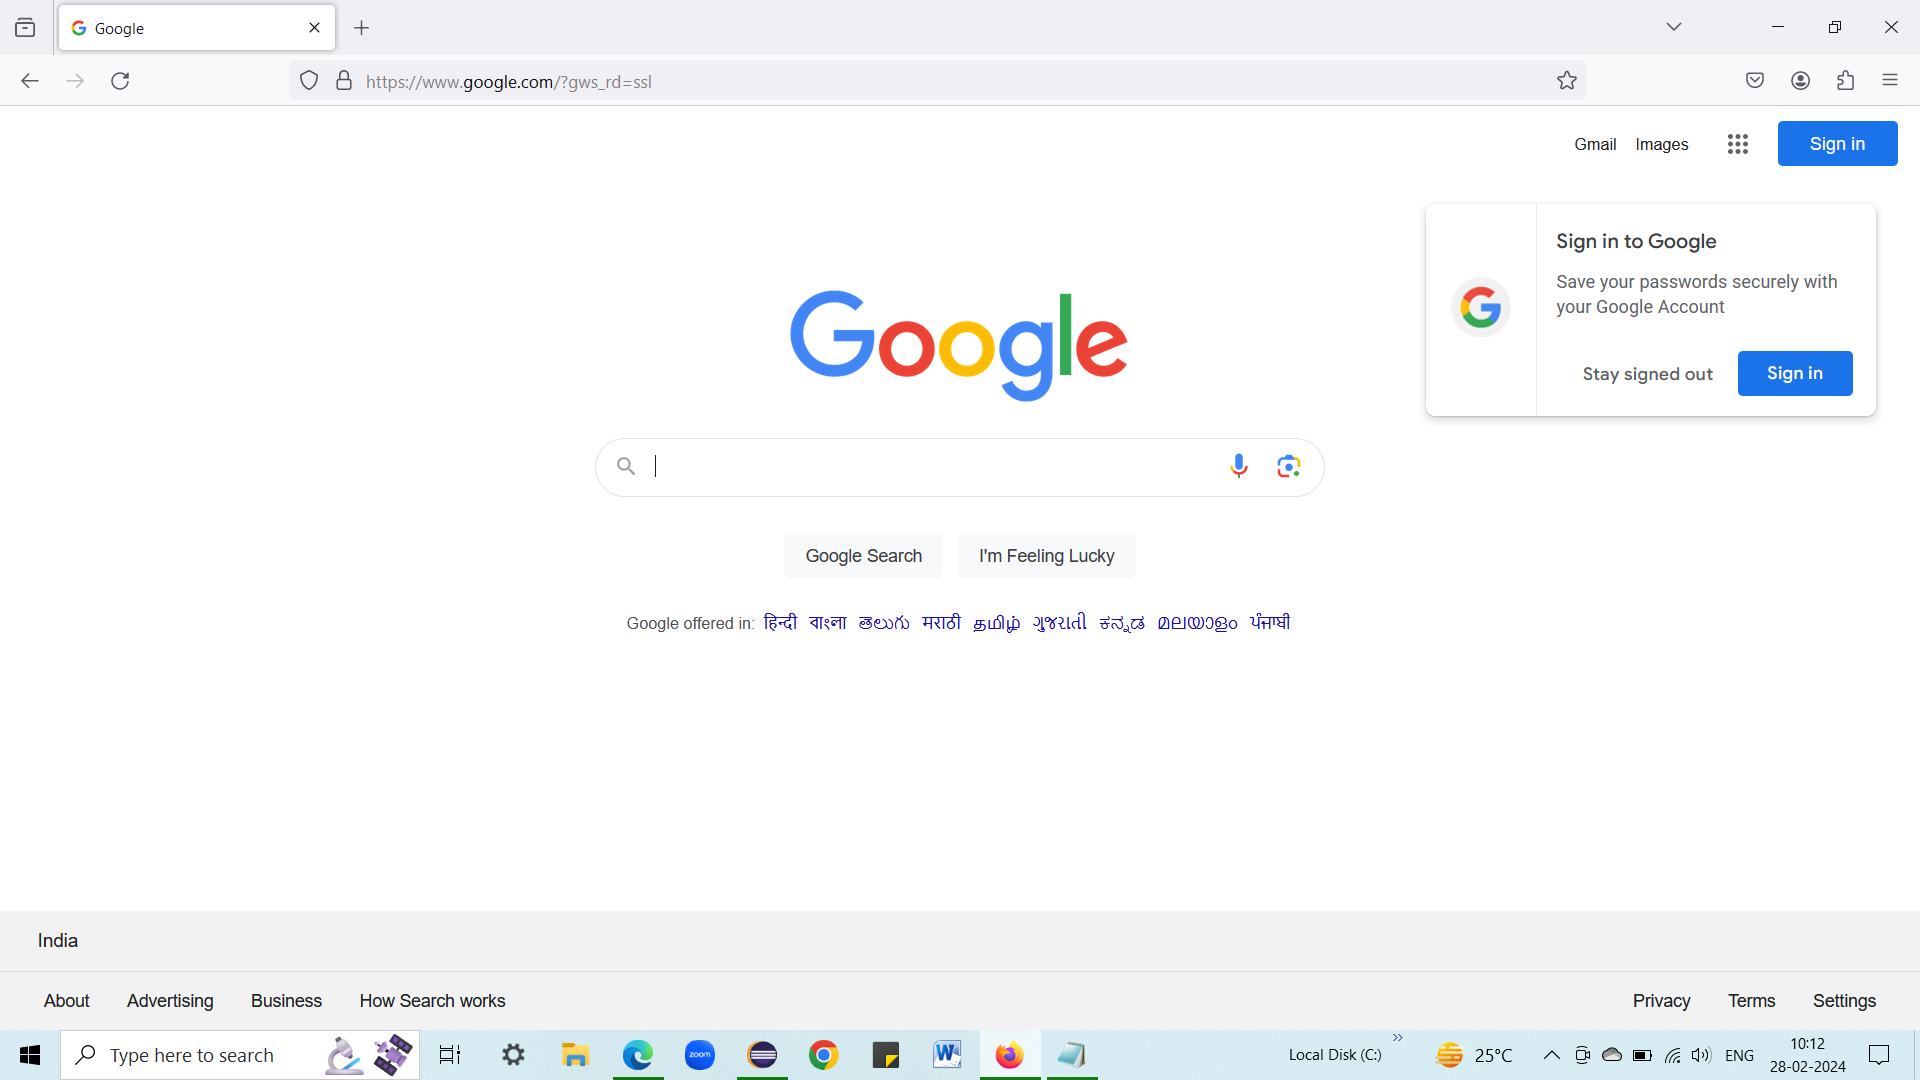 Google
https://www.google.com/?gws_rd=ssl
Gmail Images Sign in
Sign in to Google
Save your passwords securely with
your Google Account
Stay signed out Sign in
Google
Google Search I'm Feeling Lucky
Google offered in: हिन्दी বাংলা తెలుగు मराठी தமிழ் ગુજરાતી ಕನ್ನಡ മലയാളം ਪੰਜਾਬੀ
India
About Advertising Business How Search works Privacy Terms Settings
Type here to search zoom Local Disk (C:) 25°C ENG 10:12
28-02-2024